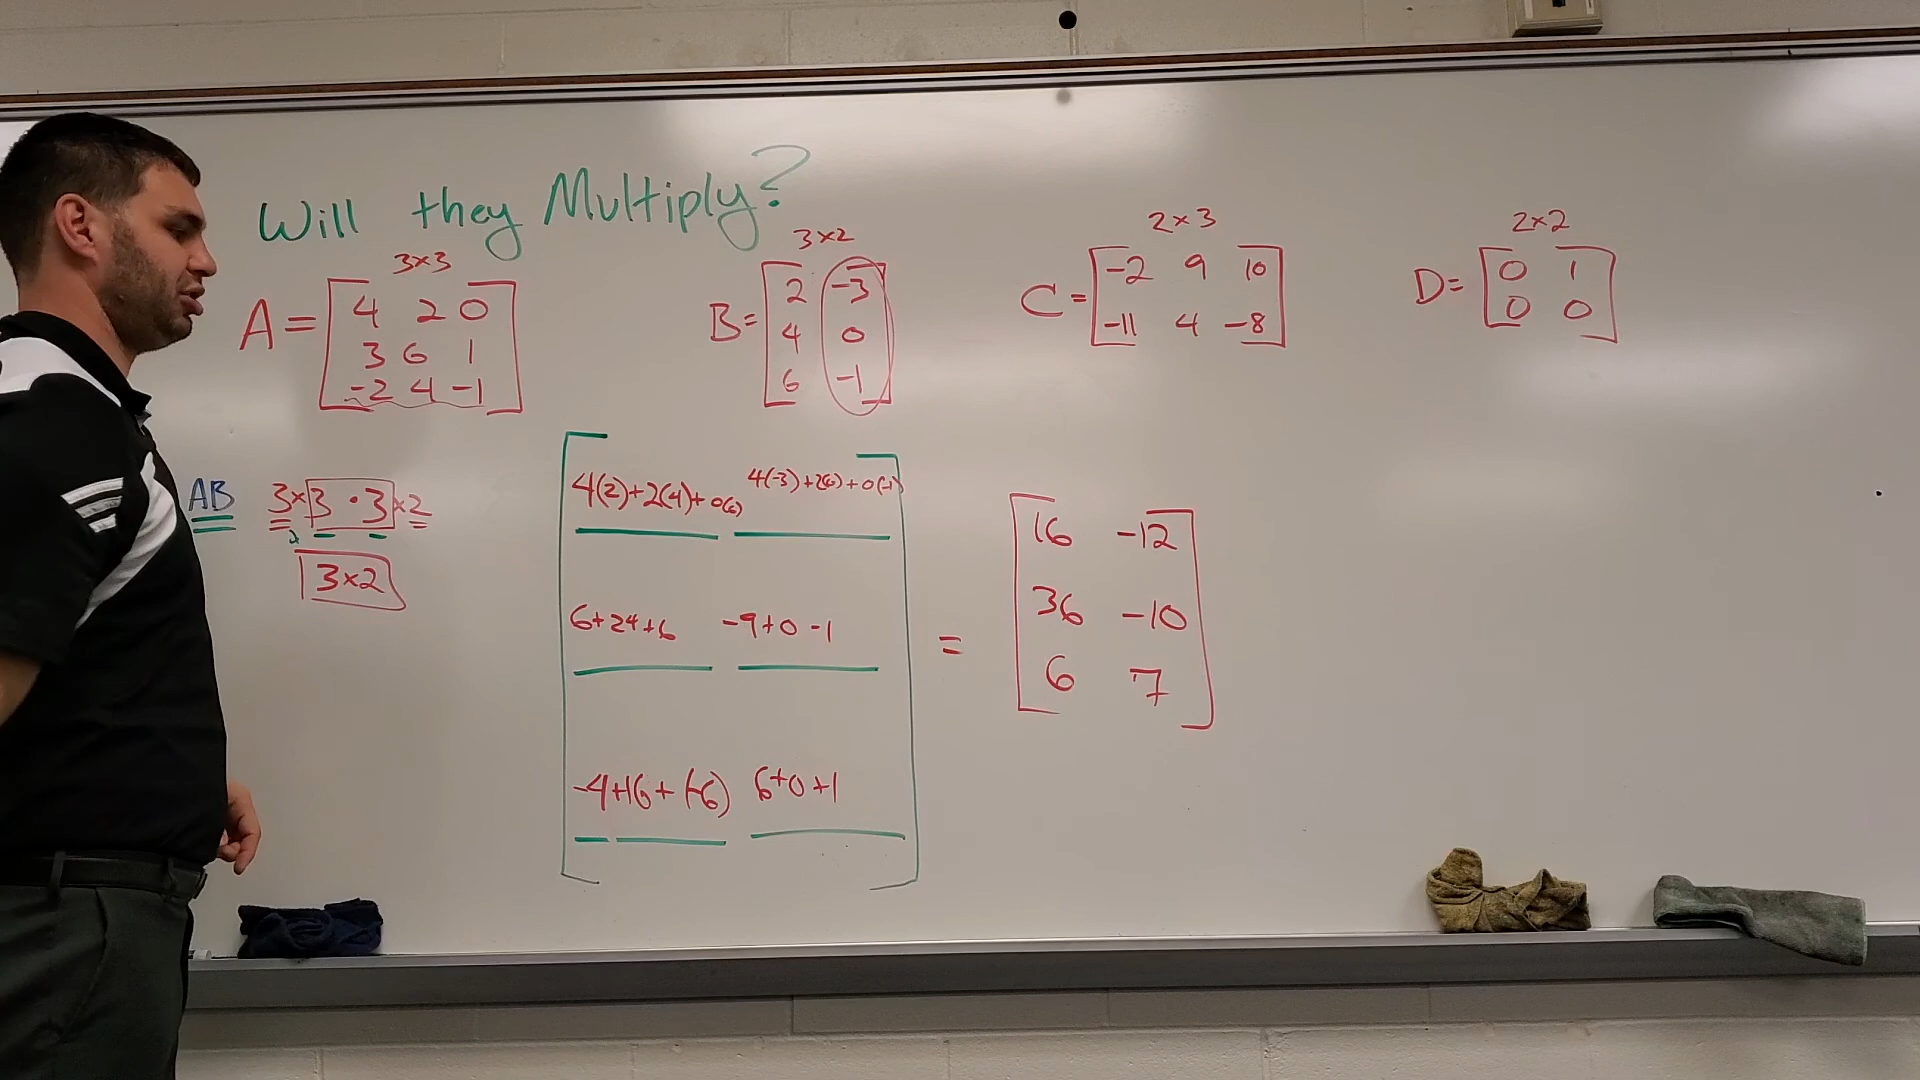 Will they Multiply?
3×3
A = [4 2 0
3 6 1
-2 4 -1]
3×2
B = [2 -3
4 0
6 -1]
2×3
C = [-2 9 10
-11 4 -8]
2×2
D = [0 1
0 0]
AB 3×3 · 3×2
3×2
4(2)+2(4)+0(6) 4(-3)+2(0)+0(-1)
6+24+6 -9+0-1
-4+16+(-6) 6+0+1
=
16 -12
36 -10
6 7